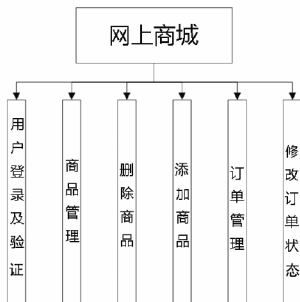 网上商城
用户登录及验证
商品管理
删除商品
添加商品
订单管理
修改订单状态